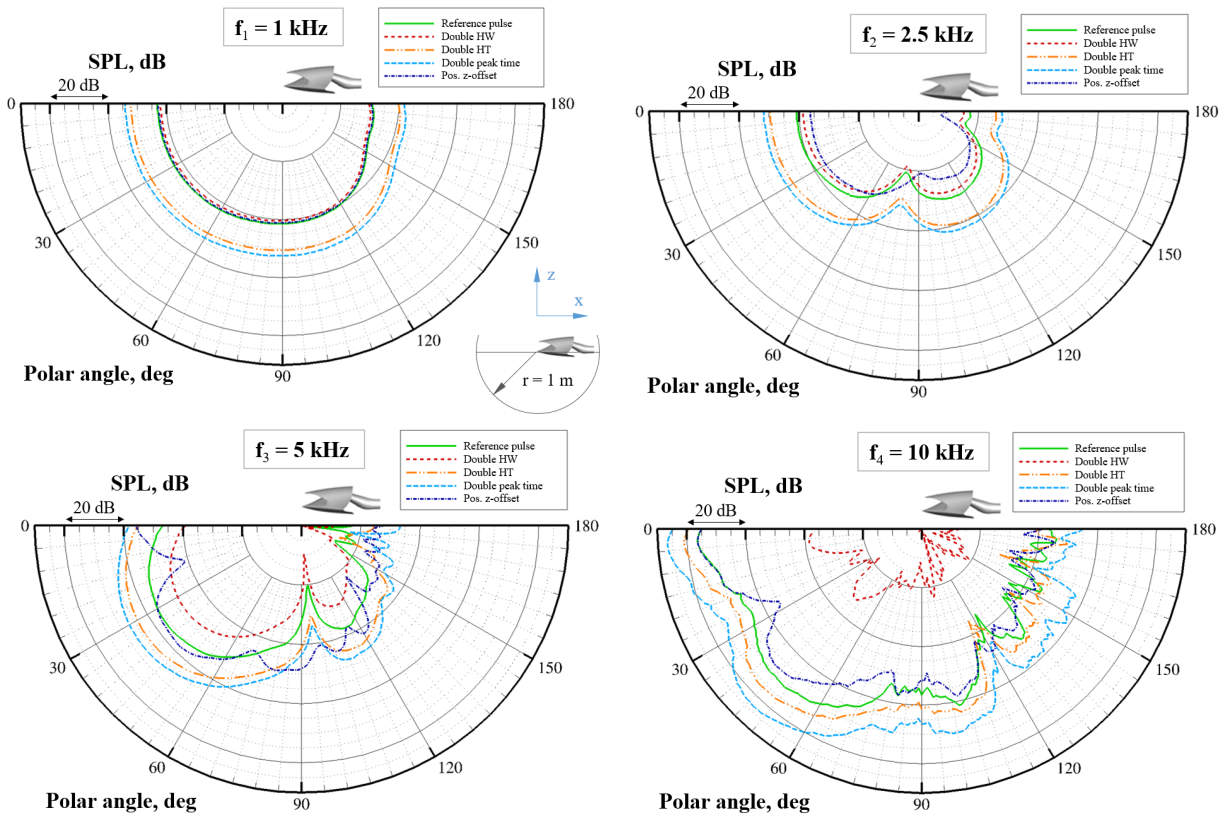 f1 = 1 kHz
Reference pulse
Double HW
Double HT
Double peak time
Pos. z-offset
SPL, dB
20 dB
0
180
30
150
60
120
90
Polar angle, deg
f2 = 2.5 kHz
Reference pulse
Double HW
Double HT
Double peak time
Pos. z-offset
SPL, dB
20 dB
0
180
30
150
60
120
90
Polar angle, deg
z
x
r = 1 m
f3 = 5 kHz
Reference pulse
Double HW
Double HT
Double peak time
Pos. z-offset
SPL, dB
20 dB
0
180
30
150
60
120
90
Polar angle, deg
f4 = 10 kHz
Reference pulse
Double HW
Double HT
Double peak time
Pos. z-offset
SPL, dB
20 dB
0
180
30
150
60
120
90
Polar angle, deg